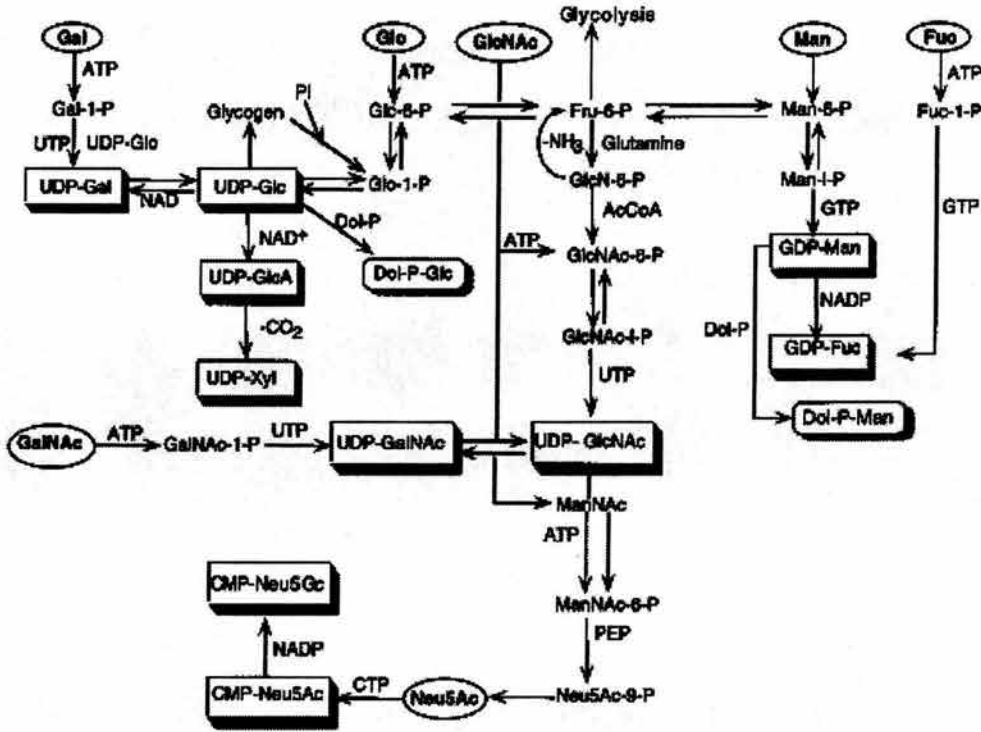 Glycolysis
Gal
Glc
GlcNAc
Man
Fuc
ATP
ATP
ATP
Gal-1-P
Glycogen
Pi
Glc-6-P
Fru-6-P
Man-6-P
Fuc-1-P
UTP
UDP-Glc
-NH3
Glutamine
UDP-Gal
UDP-Glc
Glc-1-P
GlcN-6-P
Man-I-P
NAD
Dol-P
AcCoA
GTP
GTP
NAD+
ATP
GlcNAc-6-P
GDP-Man
UDP-GlcA
Dol-P-Glc
NADP
-CO2
GlcNAc-I-P
Dol-P
GDP-Fuc
UDP-Xyl
UTP
Dol-P-Man
GalNAc
ATP
GalNAc-1-P
UTP
UDP-GalNAc
UDP- GlcNAc
ManNAc
ATP
CMP-Neu5Gc
ManNAc-6-P
PEP
NADP
CMP-Neu5Ac
CTP
Neu5Ac
Neu5Ac-9-P